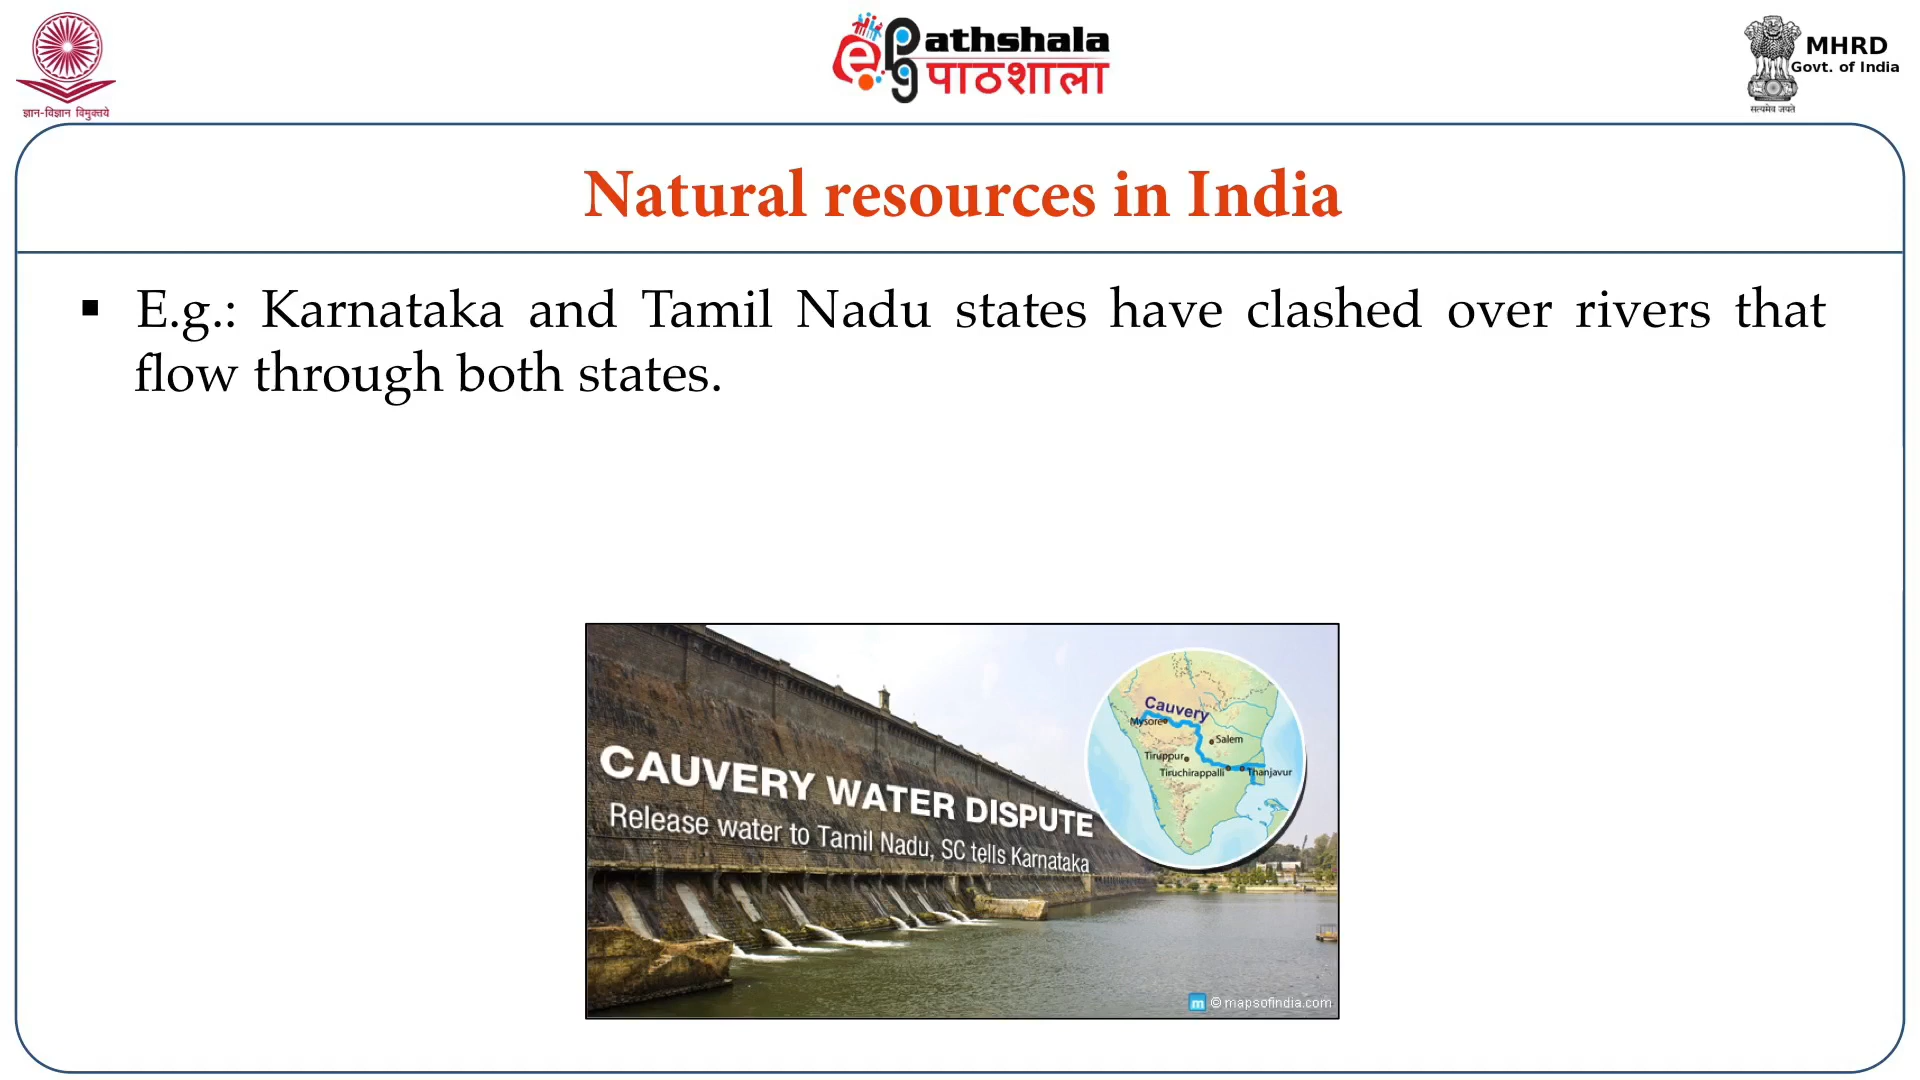 ज्ञान-विज्ञान विमुक्तये
e Pg athshala
पाठशाला
MHRD
Govt. of India
सत्यमेव जयते
Natural resources in India
▪ E.g.: Karnataka and Tamil Nadu states have clashed over rivers that
flow through both states.
CAUVERY WATER DISPUTE
Release water to Tamil Nadu, SC tells Karnataka
Cauvery
Mysore
Salem
Tiruppur
Tiruchirappalli
Thanjavur
m © mapsofindia.com